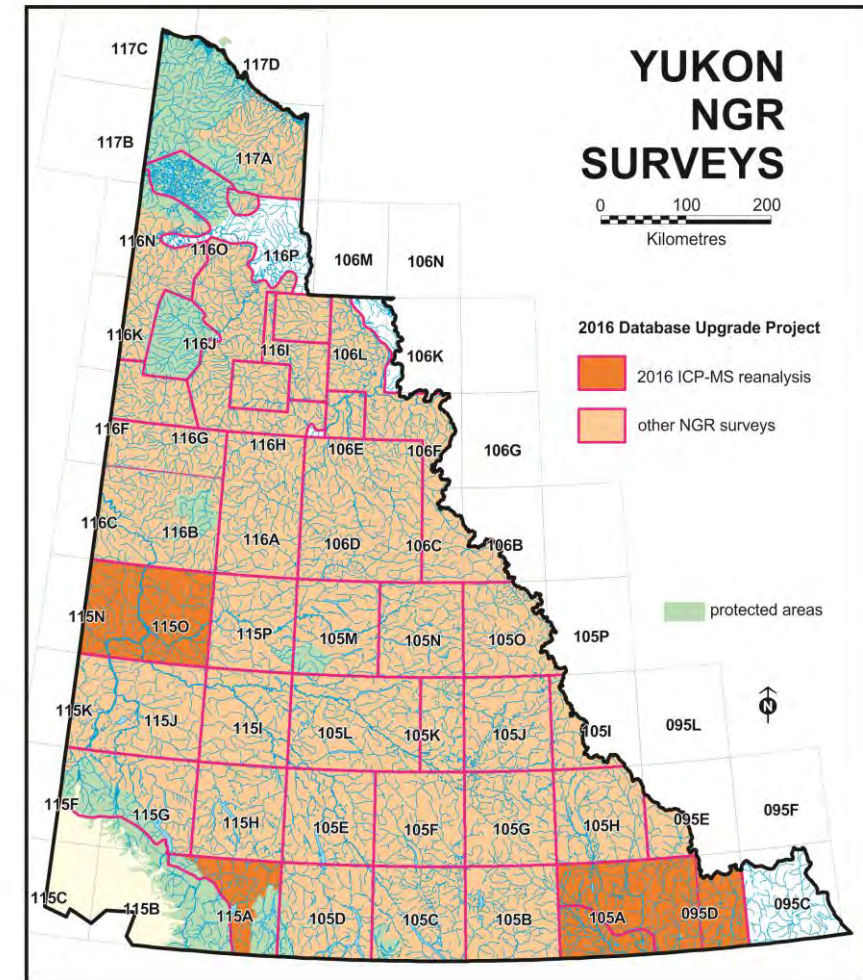 117C
117D
YUKON
NGR
SURVEYS
117B
117A
0 100 200
Kilometres
116N
116O
116P
106M
106N
2016 Database Upgrade Project
116K
116J
116I
106L
106K
2016 ICP-MS reanalysis
other NGR surveys
116F
116G
116H
106E
106F
106G
116C
116B
116A
106D
106C
106B
115N
115O
115P
105M
105N
105O
105P
protected areas
N
115K
115J
115I
105L
105K
105J
105I
095L
115F
115G
115H
105E
105F
105G
105H
095E
095F
115C
115B
115A
105D
105C
105B
105A
095D
095C